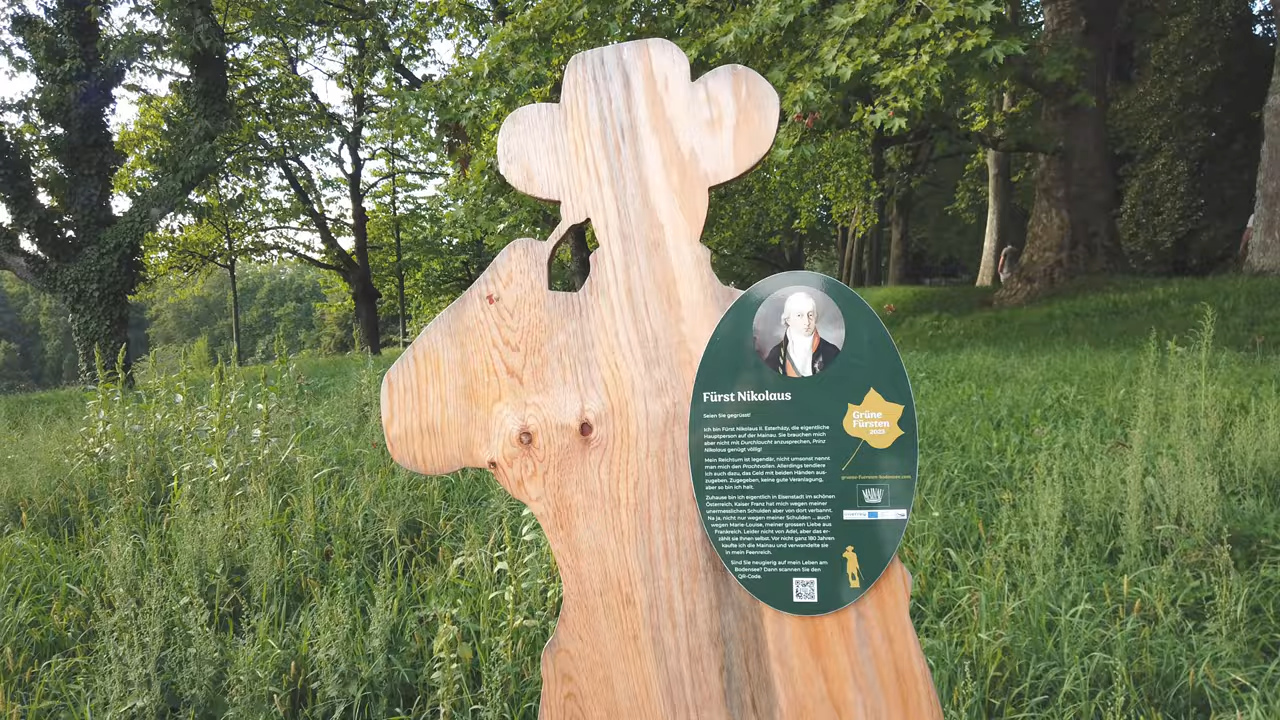 Fürst Nikolaus
Seien Sie gegrüsst!
Ich bin Fürst Nikolaus II. Esterházy, die eigentliche
Hauptperson auf der Mainau. Sie brauchen mich
aber nicht mit Durchlaucht anzusprechen, Prinz
Nikolaus genügt völlig!
Mein Reichtum ist legendär, nicht umsonst nennt
man mich den Prachtvollen. Allerdings tendiere
ich auch dazu, das Geld mit beiden Händen aus-
zugeben. Zugegeben, keine gute Veranlagung,
aber so bin ich halt.
Zuhause bin ich eigentlich in Eisenstadt im schönen
Österreich. Kaiser Franz hat mich wegen meiner
unermesslichen Schulden aber von dort verbannt.
Na ja, nicht nur wegen meiner Schulden ... auch
wegen Marie-Louise, meiner grossen Liebe aus
Frankreich. Leider nicht von Adel, aber das er-
zählt sie Ihnen selbst. Vor nicht ganz 180 Jahren
kaufte ich die Mainau und verwandelte sie
in mein Feenreich.
Sind Sie neugierig auf mein Leben am
Bodensee? Dann scannen Sie den
QR-Code.
Grüne
Fürsten
2023
gruene-fuersten-bodensee.com
MAINAU